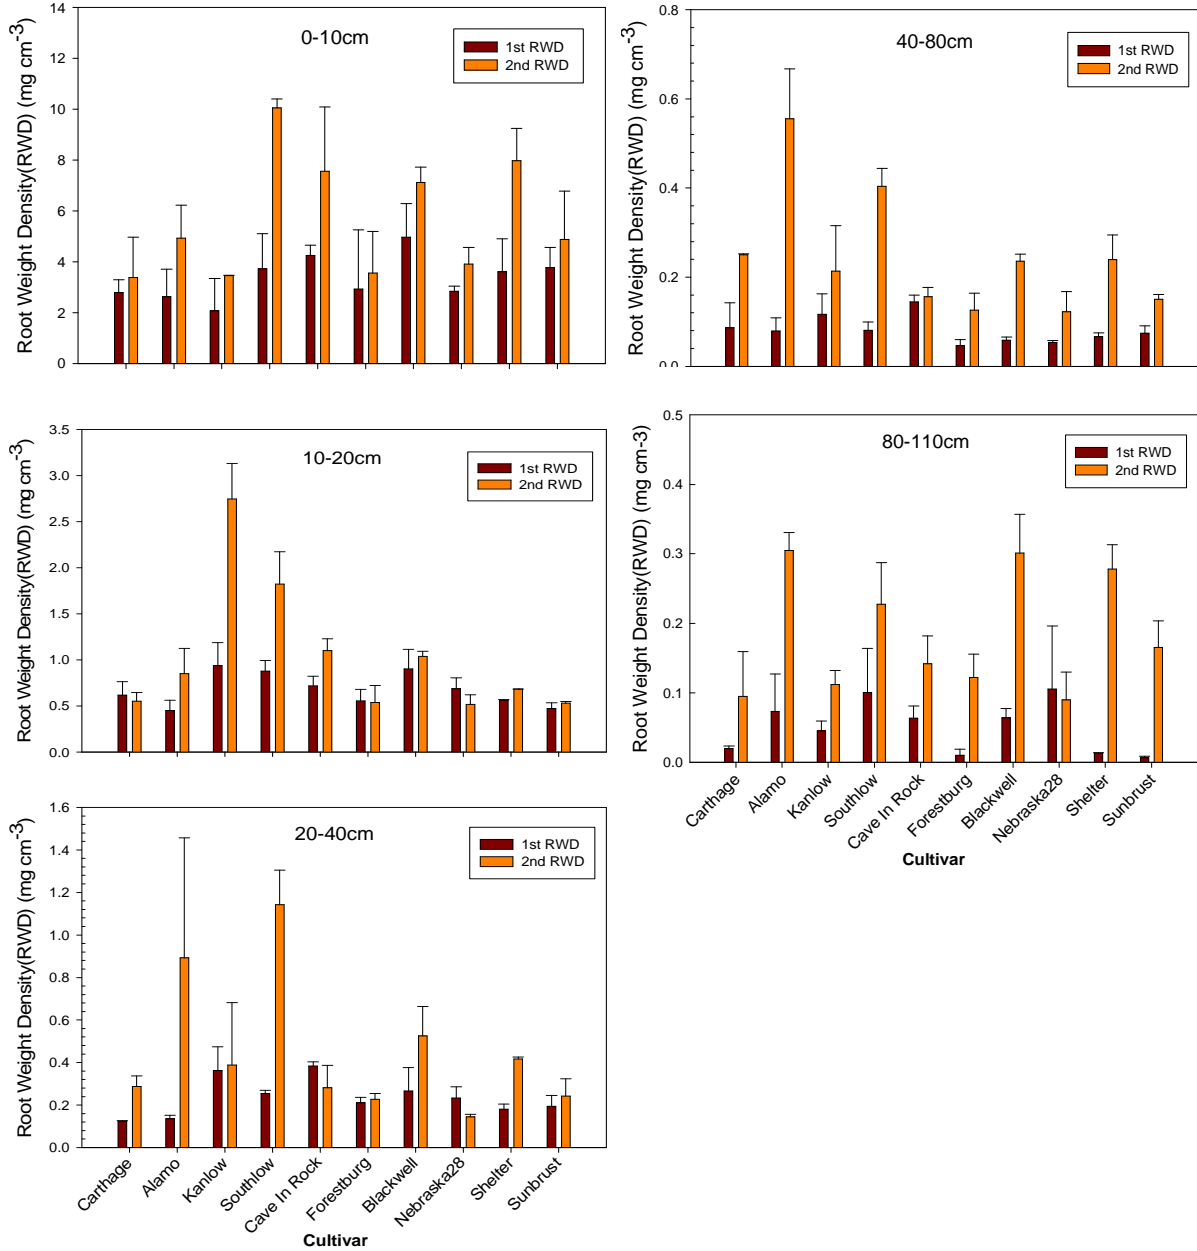 0-10cm
1st RWD
2nd RWD
Root Weight Density(RWD) (mg cm-3)
14
12
10
8
6
4
2
0
40-80cm
1st RWD
2nd RWD
Root Weight Density(RWD) (mg cm-3)
0.8
0.6
0.4
0.2
0.0
10-20cm
1st RWD
2nd RWD
Root Weight Density(RWD) (mg cm-3)
3.5
3.0
2.5
2.0
1.5
1.0
0.5
0.0
80-110cm
1st RWD
2nd RWD
Root Weight Density(RWD) (mg cm-3)
0.5
0.4
0.3
0.2
0.1
0.0
Carthage
Alamo
Kanlow
Southlow
Cave In Rock
Forestburg
Blackwell
Nebraska28
Shelter
Sunbrust
Cultivar
20-40cm
1st RWD
2nd RWD
Root Weight Density(RWD) (mg cm-3)
1.6
1.4
1.2
1.0
0.8
0.6
0.4
0.2
0.0
Carthage
Alamo
Kanlow
Southlow
Cave In Rock
Forestburg
Blackwell
Nebraska28
Shelter
Sunbrust
Cultivar